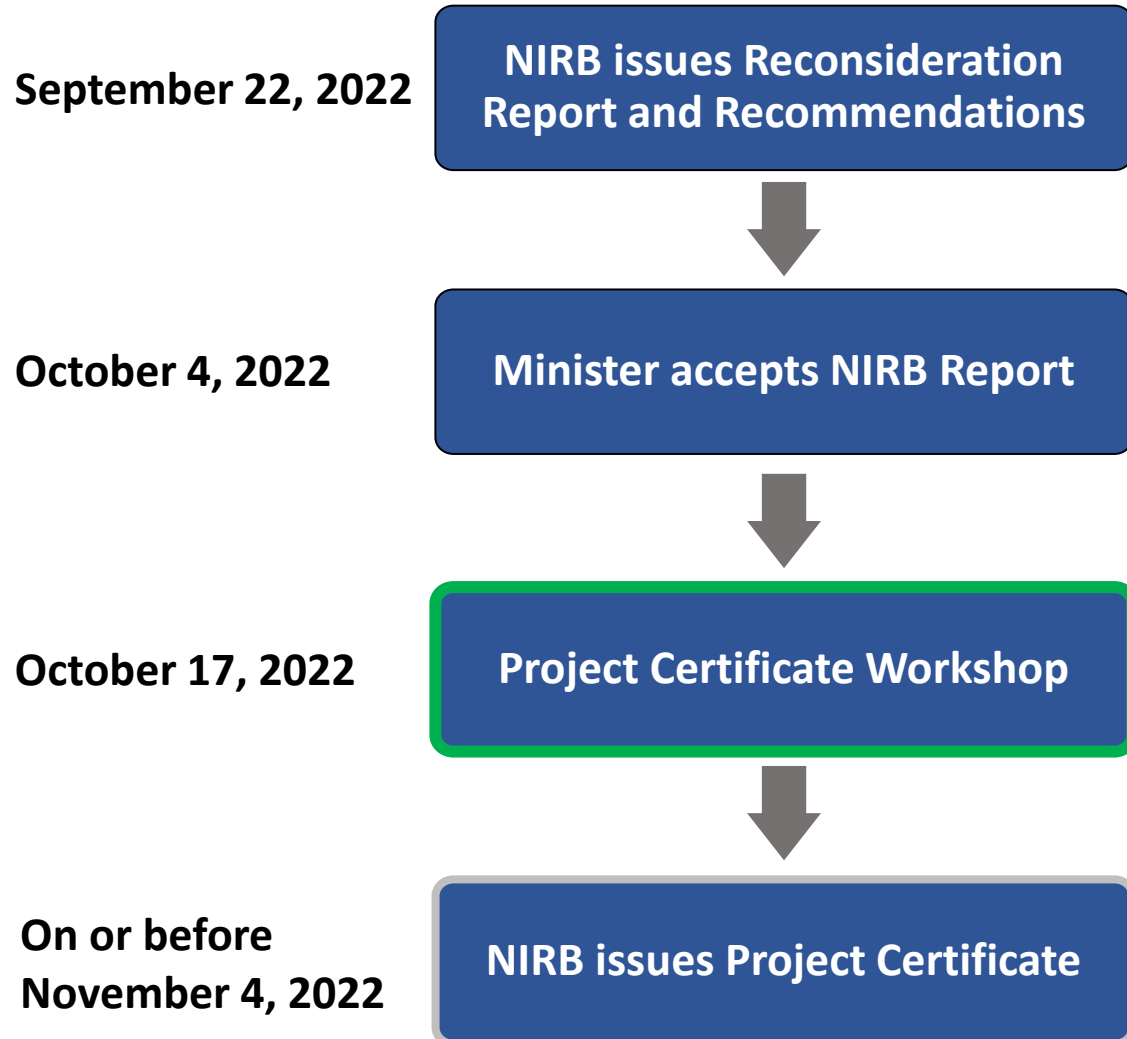 September 22, 2022
NIRB issues Reconsideration
Report and Recommendations
October 4, 2022
Minister accepts NIRB Report
October 17, 2022
Project Certificate Workshop
On or before
November 4, 2022
NIRB issues Project Certificate